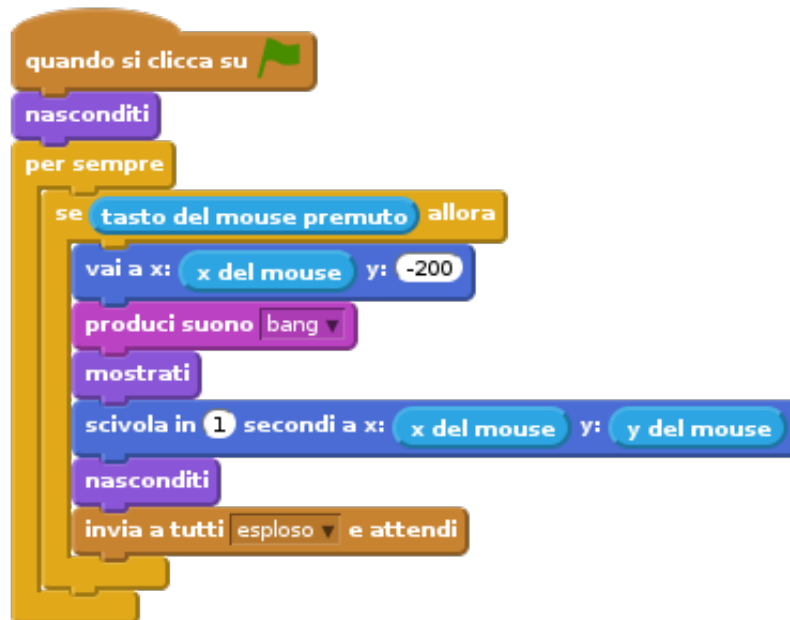 quando si clicca su
nasconditi
per sempre
se tasto del mouse premuto allora
vai a x: x del mouse y: -200
produci suono bang
mostrati
scivola in 1 secondi a x: x del mouse y: y del mouse
nasconditi
invia a tutti esploso e attendi